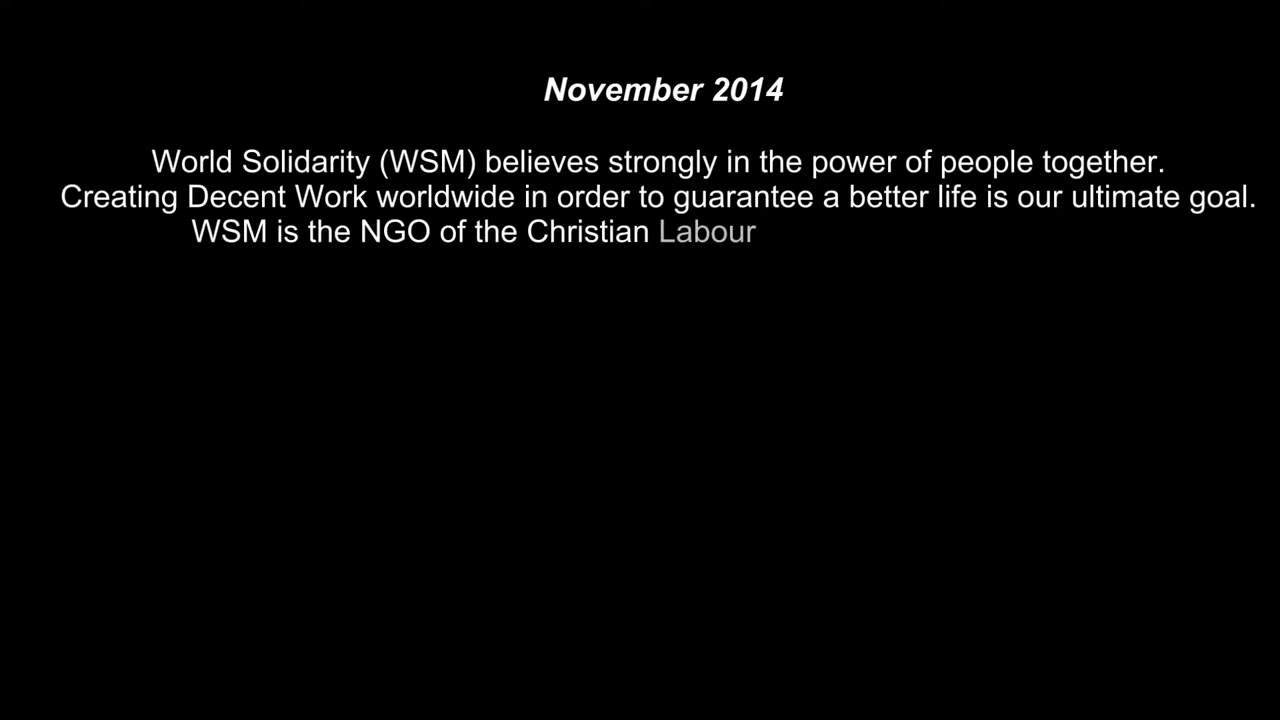 November 2014
World Solidarity (WSM) believes strongly in the power of people together.
Creating Decent Work worldwide in order to guarantee a better life is our ultimate goal.
WSM is the NGO of the Christian Labour